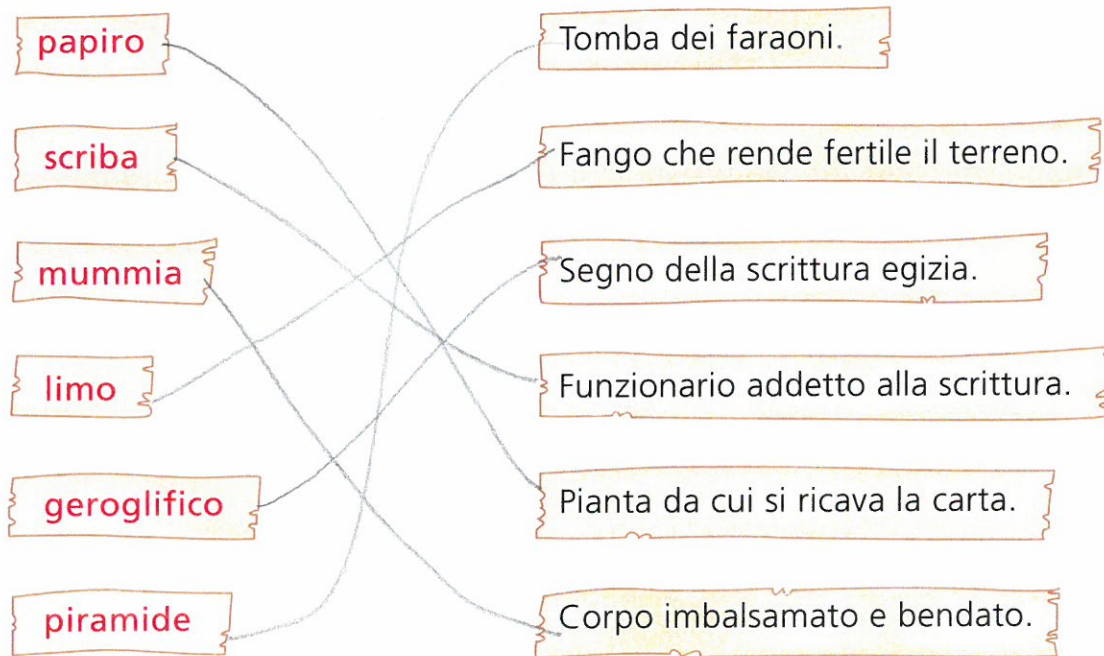 papiro
Tomba dei faraoni.
scriba
Fango che rende fertile il terreno.
mummia
Segno della scrittura egizia.
limo
Funzionario addetto alla scrittura.
geroglifico
Pianta da cui si ricava la carta.
piramide
Corpo imbalsamato e bendato.